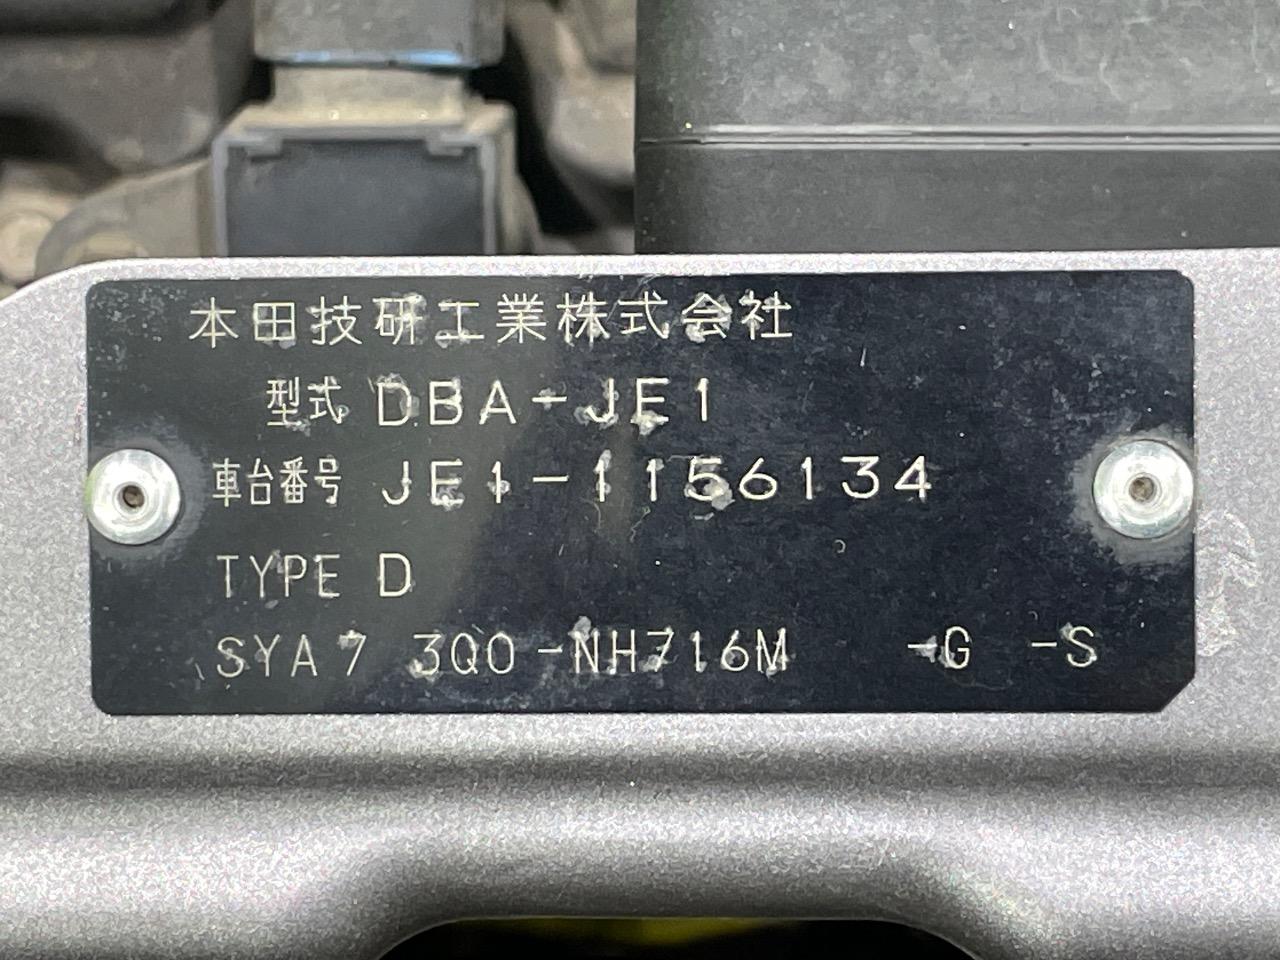 本田技研工業株式会社
型式 DBA-JE1
車台番号 JE1-1156134
TYPE D
SYA7 3Q0-NH716M -G -S